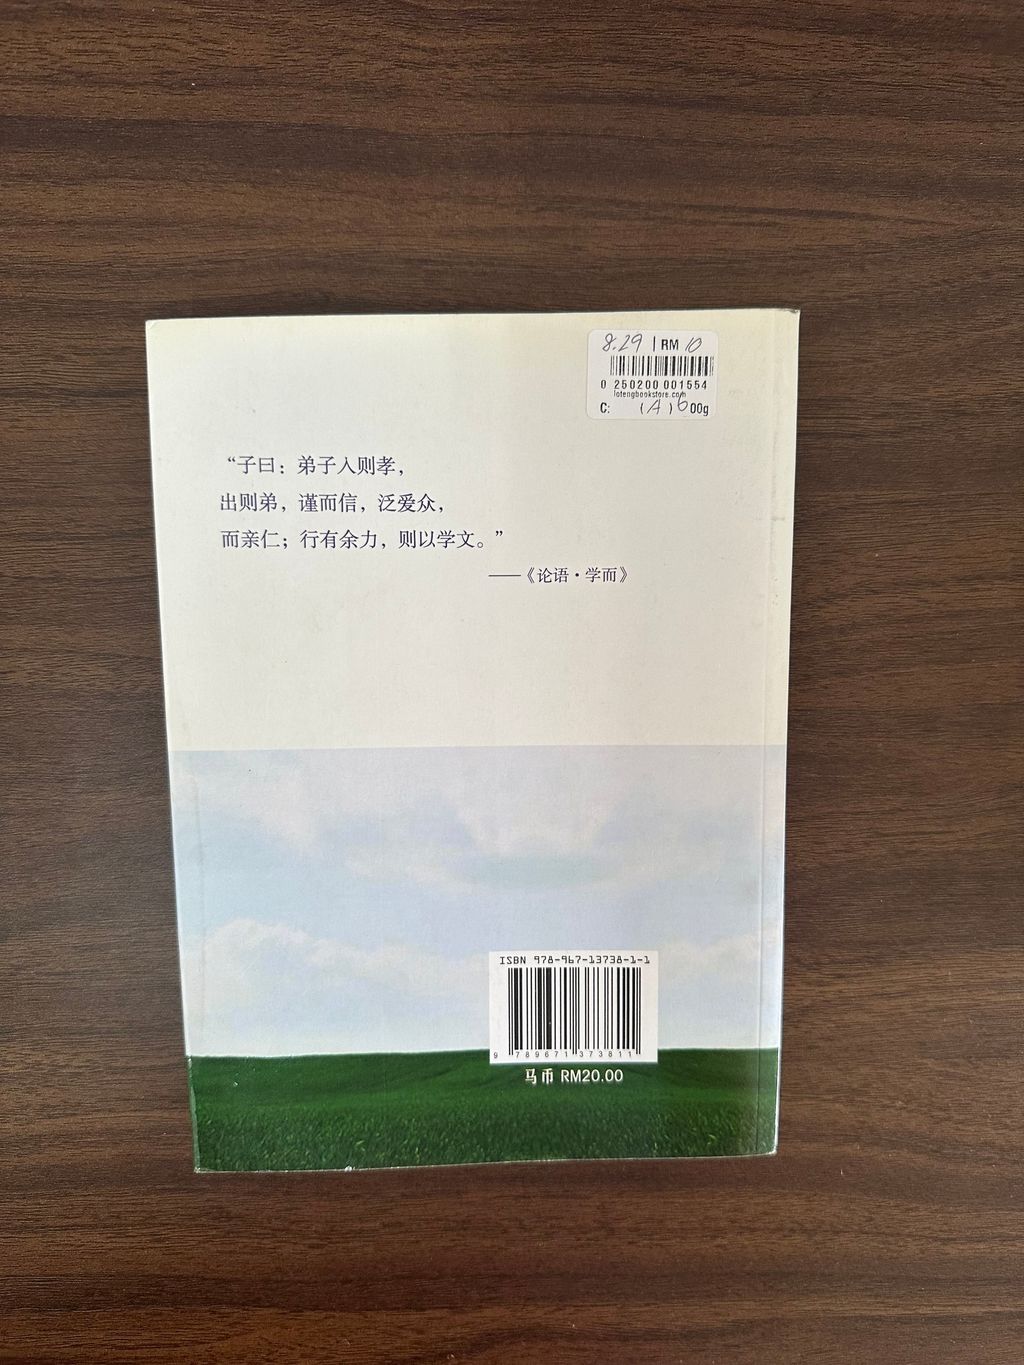 8.29 | RM 10
0 250200 001554
lotengbookstore.com
C: (A) 600g
“子曰：弟子入则孝，
出则弟，谨而信，泛爱众，
而亲仁；行有余力，则以学文。”
——《论语·学而》
ISBN 978-967-13738-1-1
9 789671 373811
马币 RM20.00